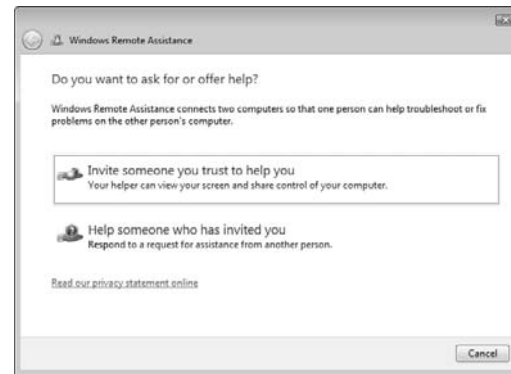 Windows Remote Assistance
Do you want to ask for or offer help?
Windows Remote Assistance connects two computers so that one person can help troubleshoot or fix
problems on the other person's computer.
Invite someone you trust to help you
Your helper can view your screen and share control of your computer.
Help someone who has invited you
Respond to a request for assistance from another person.
Read our privacy statement online
Cancel